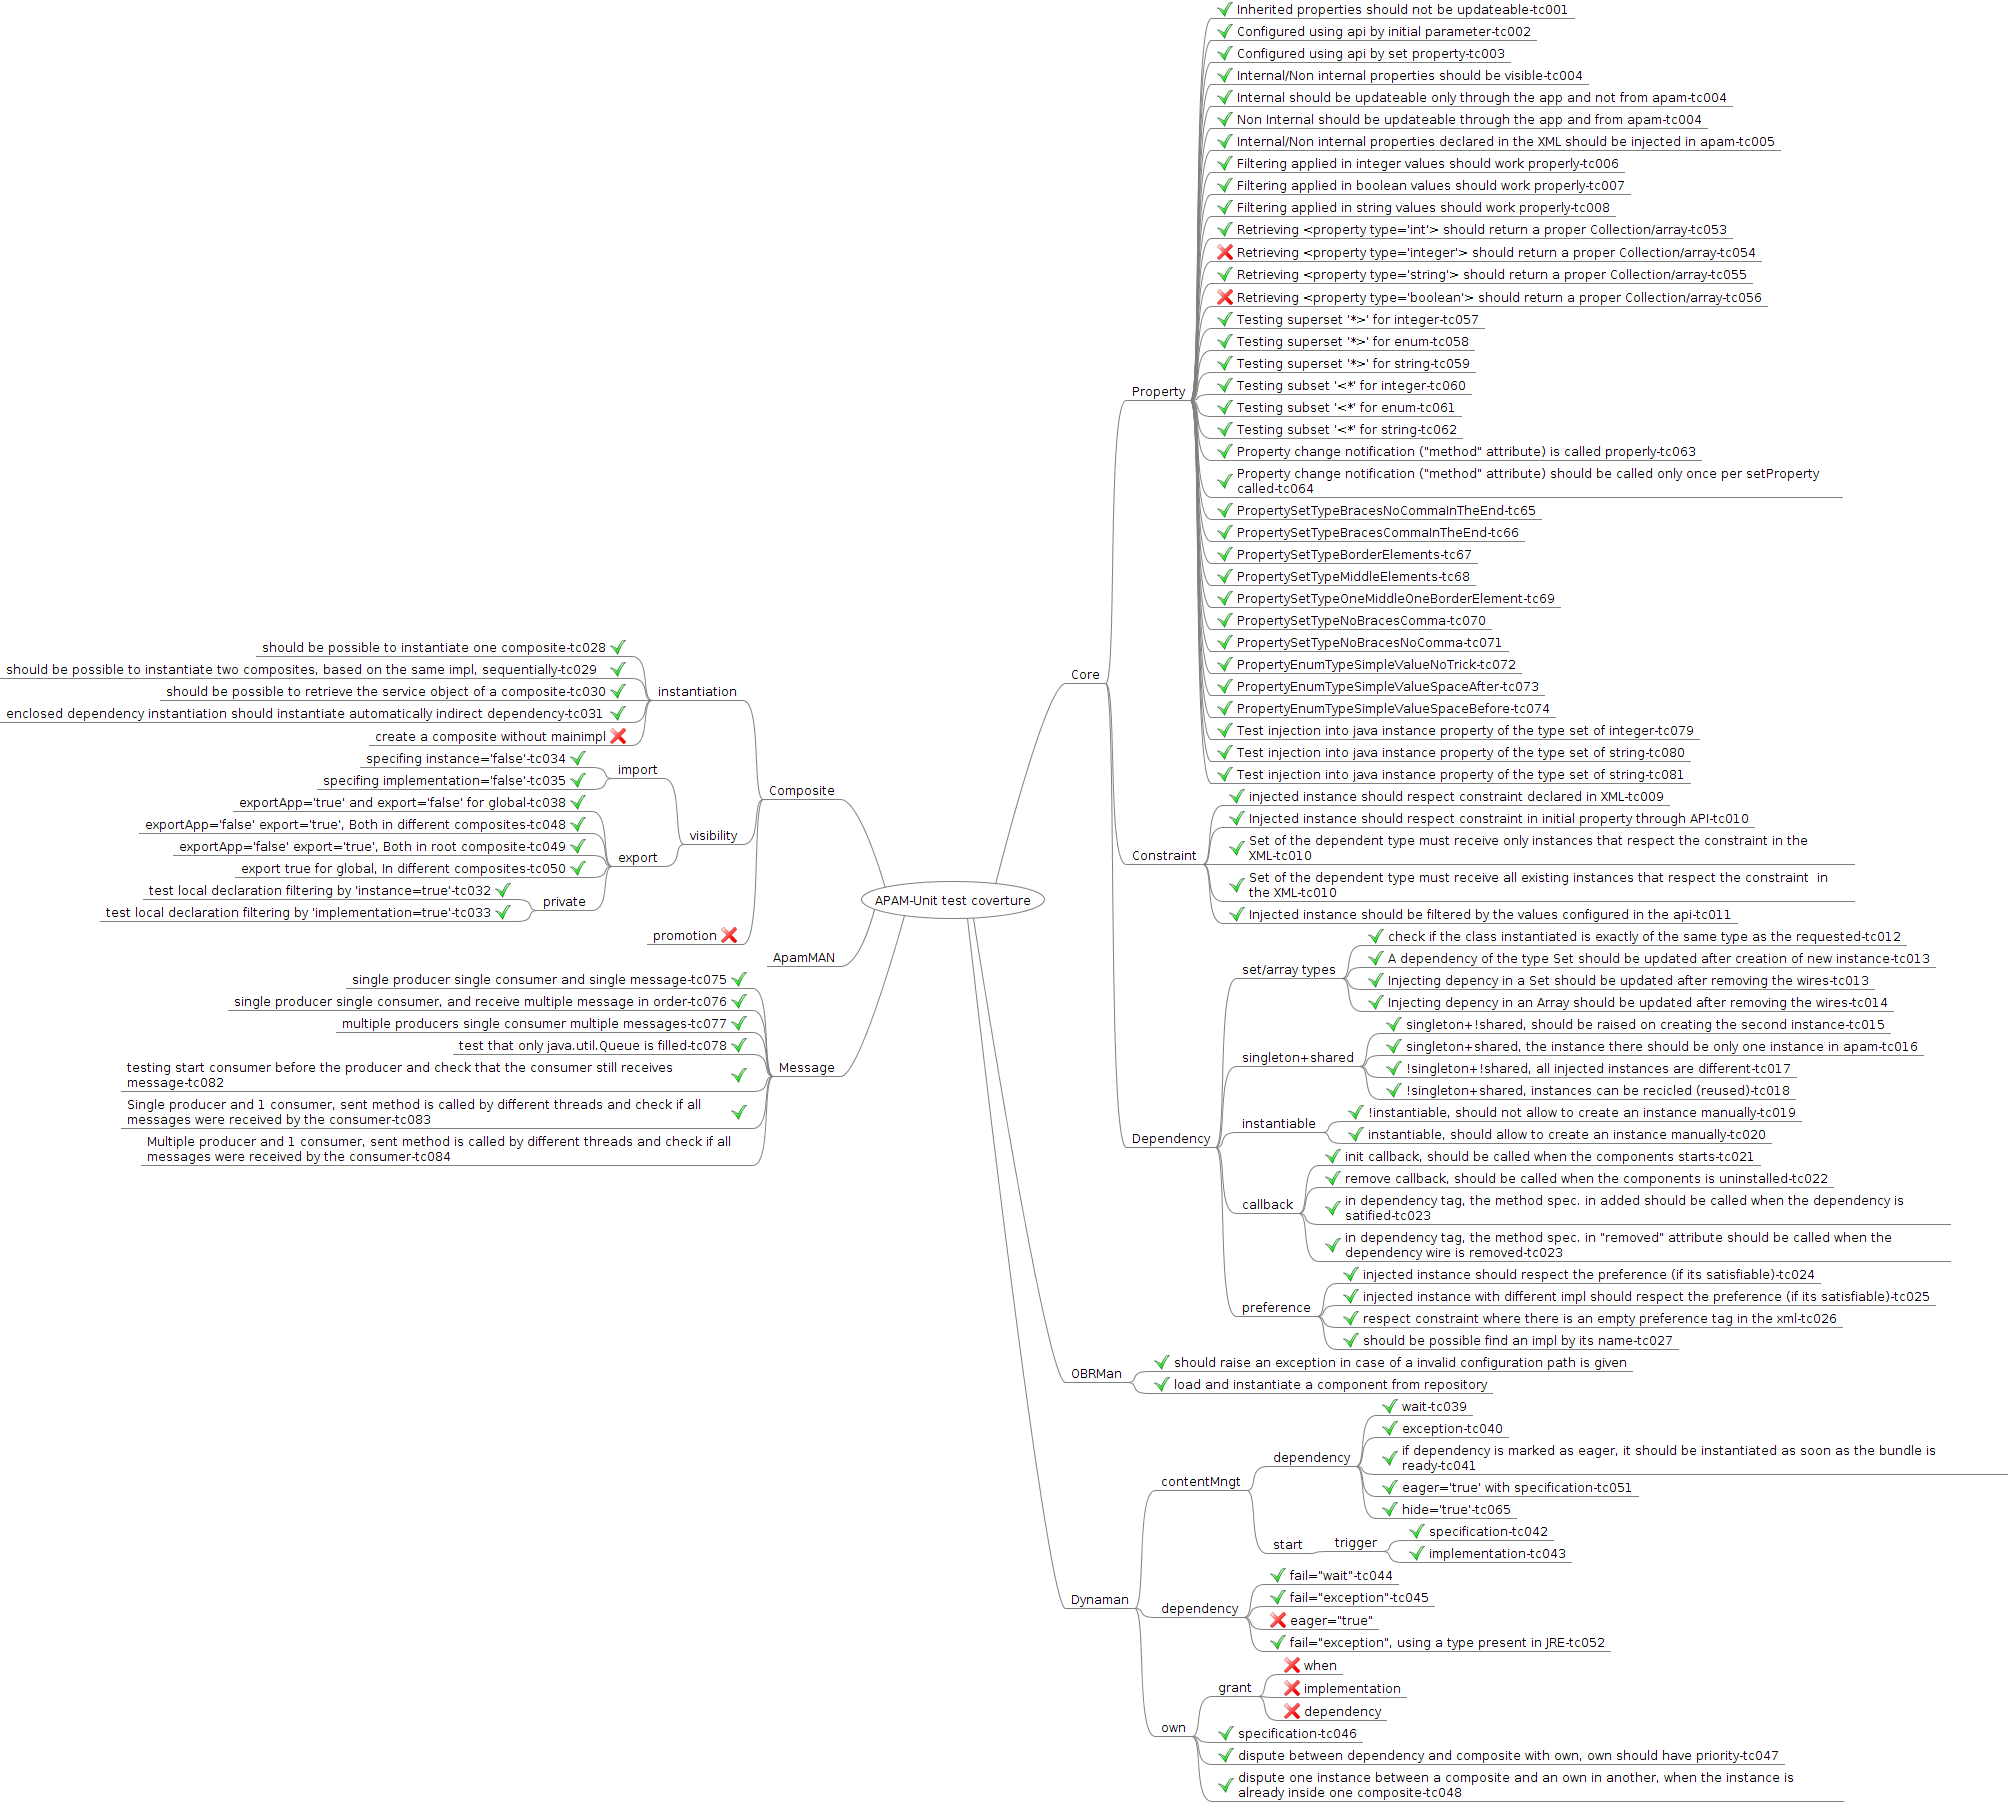 APAM-Unit test coverture
Core
Property
Inherited properties should not be updateable-tc001
Configured using api by initial parameter-tc002
Configured using api by set property-tc003
Internal/Non internal properties should be visible-tc004
Internal should be updateable only through the app and not from apam-tc004
Non Internal should be updateable through the app and from apam-tc004
Internal/Non internal properties declared in the XML should be injected in apam-tc005
Filtering applied in integer values should work properly-tc006
Filtering applied in boolean values should work properly-tc007
Filtering applied in string values should work properly-tc008
Retrieving <property type='int'> should return a proper Collection/array-tc053
Retrieving <property type='integer'> should return a proper Collection/array-tc054
Retrieving <property type='string'> should return a proper Collection/array-tc055
Retrieving <property type='boolean'> should return a proper Collection/array-tc056
Testing superset '*>' for integer-tc057
Testing superset '*>' for enum-tc058
Testing superset '*>' for string-tc059
Testing subset '<*' for integer-tc060
Testing subset '<*' for enum-tc061
Testing subset '<*' for string-tc062
Property change notification ("method" attribute) is called properly-tc063
Property change notification ("method" attribute) should be called only once per setProperty
called-tc064
PropertySetTypeBracesNoCommaInTheEnd-tc65
PropertySetTypeBracesCommaInTheEnd-tc66
PropertySetTypeBorderElements-tc67
PropertySetTypeMiddleElements-tc68
PropertySetTypeOneMiddleOneBorderElement-tc69
PropertySetTypeNoBracesComma-tc070
PropertySetTypeNoBracesNoComma-tc071
PropertyEnumTypeSimpleValueNoTrick-tc072
PropertyEnumTypeSimpleValueSpaceAfter-tc073
PropertyEnumTypeSimpleValueSpaceBefore-tc074
Test injection into java instance property of the type set of integer-tc079
Test injection into java instance property of the type set of string-tc080
Test injection into java instance property of the type set of string-tc081
Constraint
injected instance should respect constraint declared in XML-tc009
Injected instance should respect constraint in initial property through API-tc010
Set of the dependent type must receive only instances that respect the constraint in the
XML-tc010
Set of the dependent type must receive all existing instances that respect the constraint  in
the XML-tc010
Injected instance should be filtered by the values configured in the api-tc011
Dependency
set/array types
check if the class instantiated is exactly of the same type as the requested-tc012
A dependency of the type Set should be updated after creation of new instance-tc013
Injecting depency in a Set should be updated after removing the wires-tc013
Injecting depency in an Array should be updated after removing the wires-tc014
singleton+shared
singleton+!shared, should be raised on creating the second instance-tc015
singleton+shared, the instance there should be only one instance in apam-tc016
!singleton+!shared, all injected instances are different-tc017
!singleton+shared, instances can be recicled (reused)-tc018
instantiable
!instantiable, should not allow to create an instance manually-tc019
instantiable, should allow to create an instance manually-tc020
callback
init callback, should be called when the components starts-tc021
remove callback, should be called when the components is uninstalled-tc022
in dependency tag, the method spec. in added should be called when the dependency is
satified-tc023
in dependency tag, the method spec. in "removed" attribute should be called when the
dependency wire is removed-tc023
preference
injected instance should respect the preference (if its satisfiable)-tc024
injected instance with different impl should respect the preference (if its satisfiable)-tc025
respect constraint where there is an empty preference tag in the xml-tc026
should be possible find an impl by its name-tc027
OBRMan
should raise an exception in case of a invalid configuration path is given
load and instantiate a component from repository
Dynaman
contentMngt
dependency
wait-tc039
exception-tc040
if dependency is marked as eager, it should be instantiated as soon as the bundle is
ready-tc041
eager='true' with specification-tc051
hide='true'-tc065
start
trigger
specification-tc042
implementation-tc043
dependency
fail="wait"-tc044
fail="exception"-tc045
eager="true"
fail="exception", using a type present in JRE-tc052
own
grant
when
implementation
dependency
specification-tc046
dispute between dependency and composite with own, own should have priority-tc047
dispute one instance between a composite and an own in another, when the instance is
already inside one composite-tc048
Composite
instantiation
should be possible to instantiate one composite-tc028
should be possible to instantiate two composites, based on the same impl, sequentially-tc029
should be possible to retrieve the service object of a composite-tc030
enclosed dependency instantiation should instantiate automatically indirect dependency-tc031
create a composite without mainimpl
visibility
import
specifing instance='false'-tc034
specifing implementation='false'-tc035
export
exportApp='true' and export='false' for global-tc038
exportApp='false' export='true', Both in different composites-tc048
exportApp='false' export='true', Both in root composite-tc049
export true for global, In different composites-tc050
private
test local declaration filtering by 'instance=true'-tc032
test local declaration filtering by 'implementation=true'-tc033
promotion
ApamMAN
Message
single producer single consumer and single message-tc075
single producer single consumer, and receive multiple message in order-tc076
multiple producers single consumer multiple messages-tc077
test that only java.util.Queue is filled-tc078
testing start consumer before the producer and check that the consumer still receives
message-tc082
Single producer and 1 consumer, sent method is called by different threads and check if all
messages were received by the consumer-tc083
Multiple producer and 1 consumer, sent method is called by different threads and check if all
messages were received by the consumer-tc084